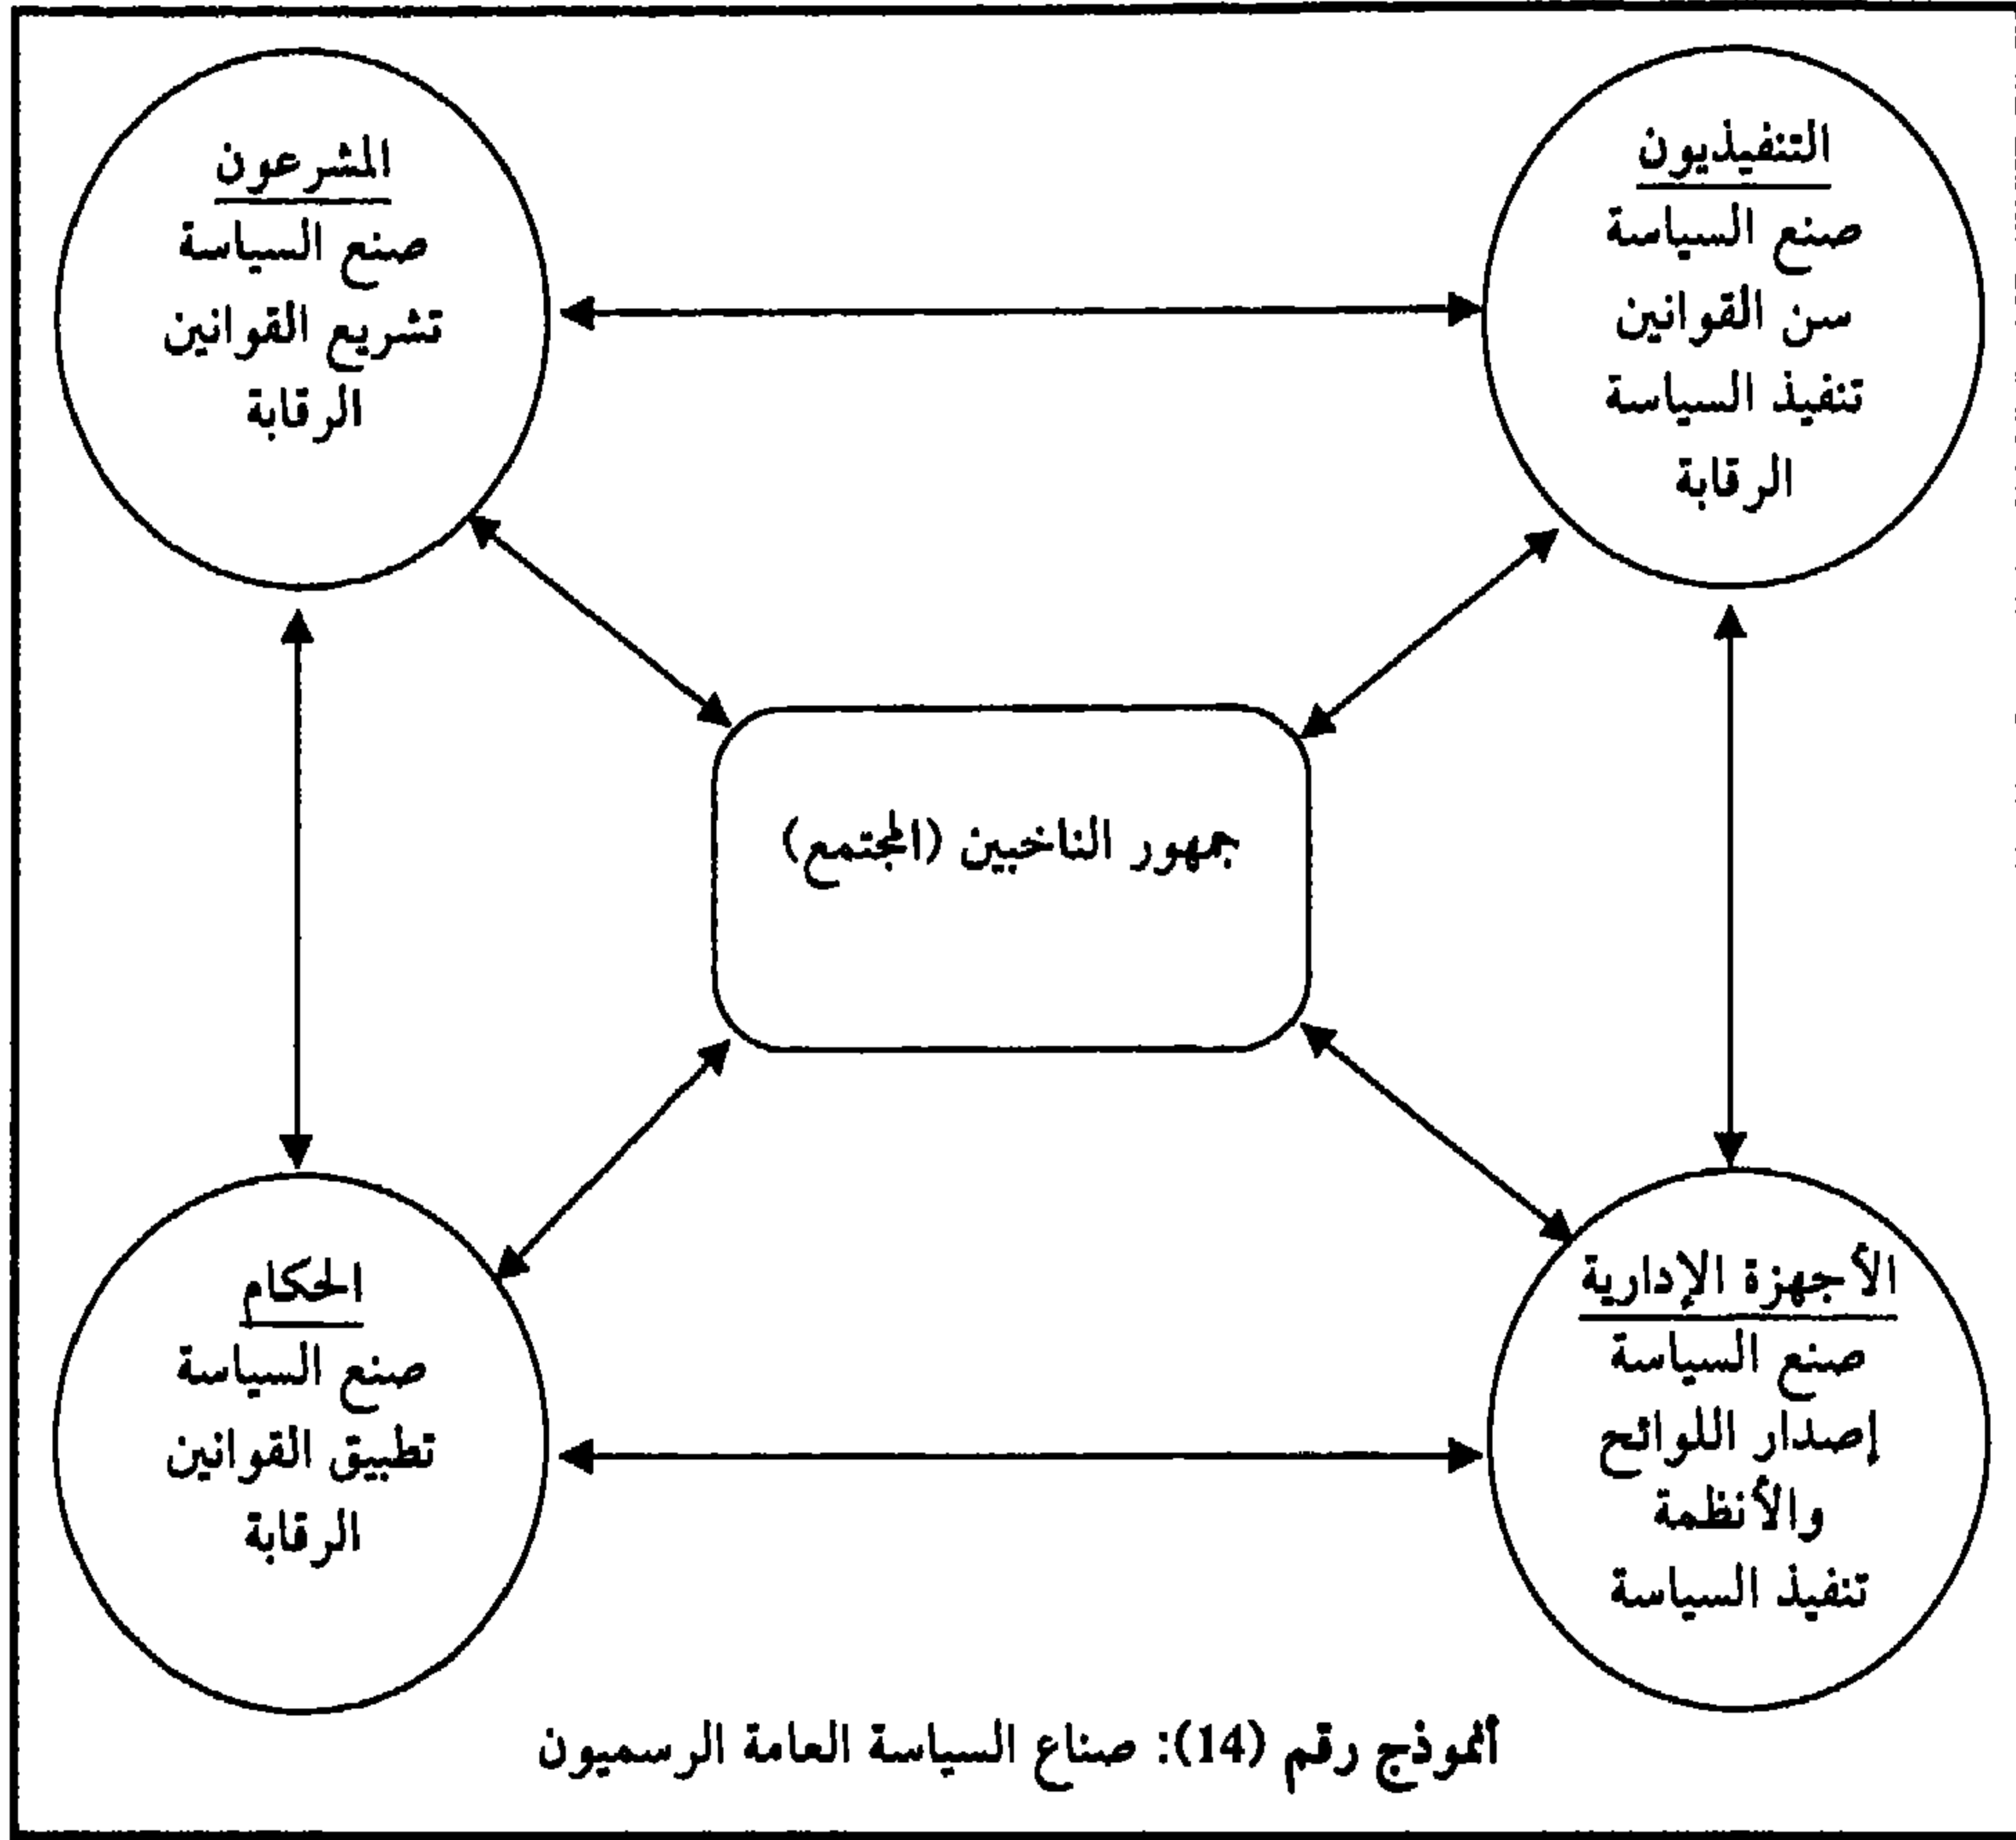 التنفيذيون
صنع السياسة
سن القوانين
تنفيذ السياسة
الرقابة
المشرعون
صنع السياسة
تشريع القوانين
الرقابة
جمهور الناخبين (المجتمع)
الأجهزة الإدارية
صنع السياسة
إصدار اللوائح
والأنظمة
تنفيذ السياسة
الحكام
صنع السياسة
تطبيق القوانين
الرقابة
أنموذج رقم (14): صناع السياسة العامة الرسميون